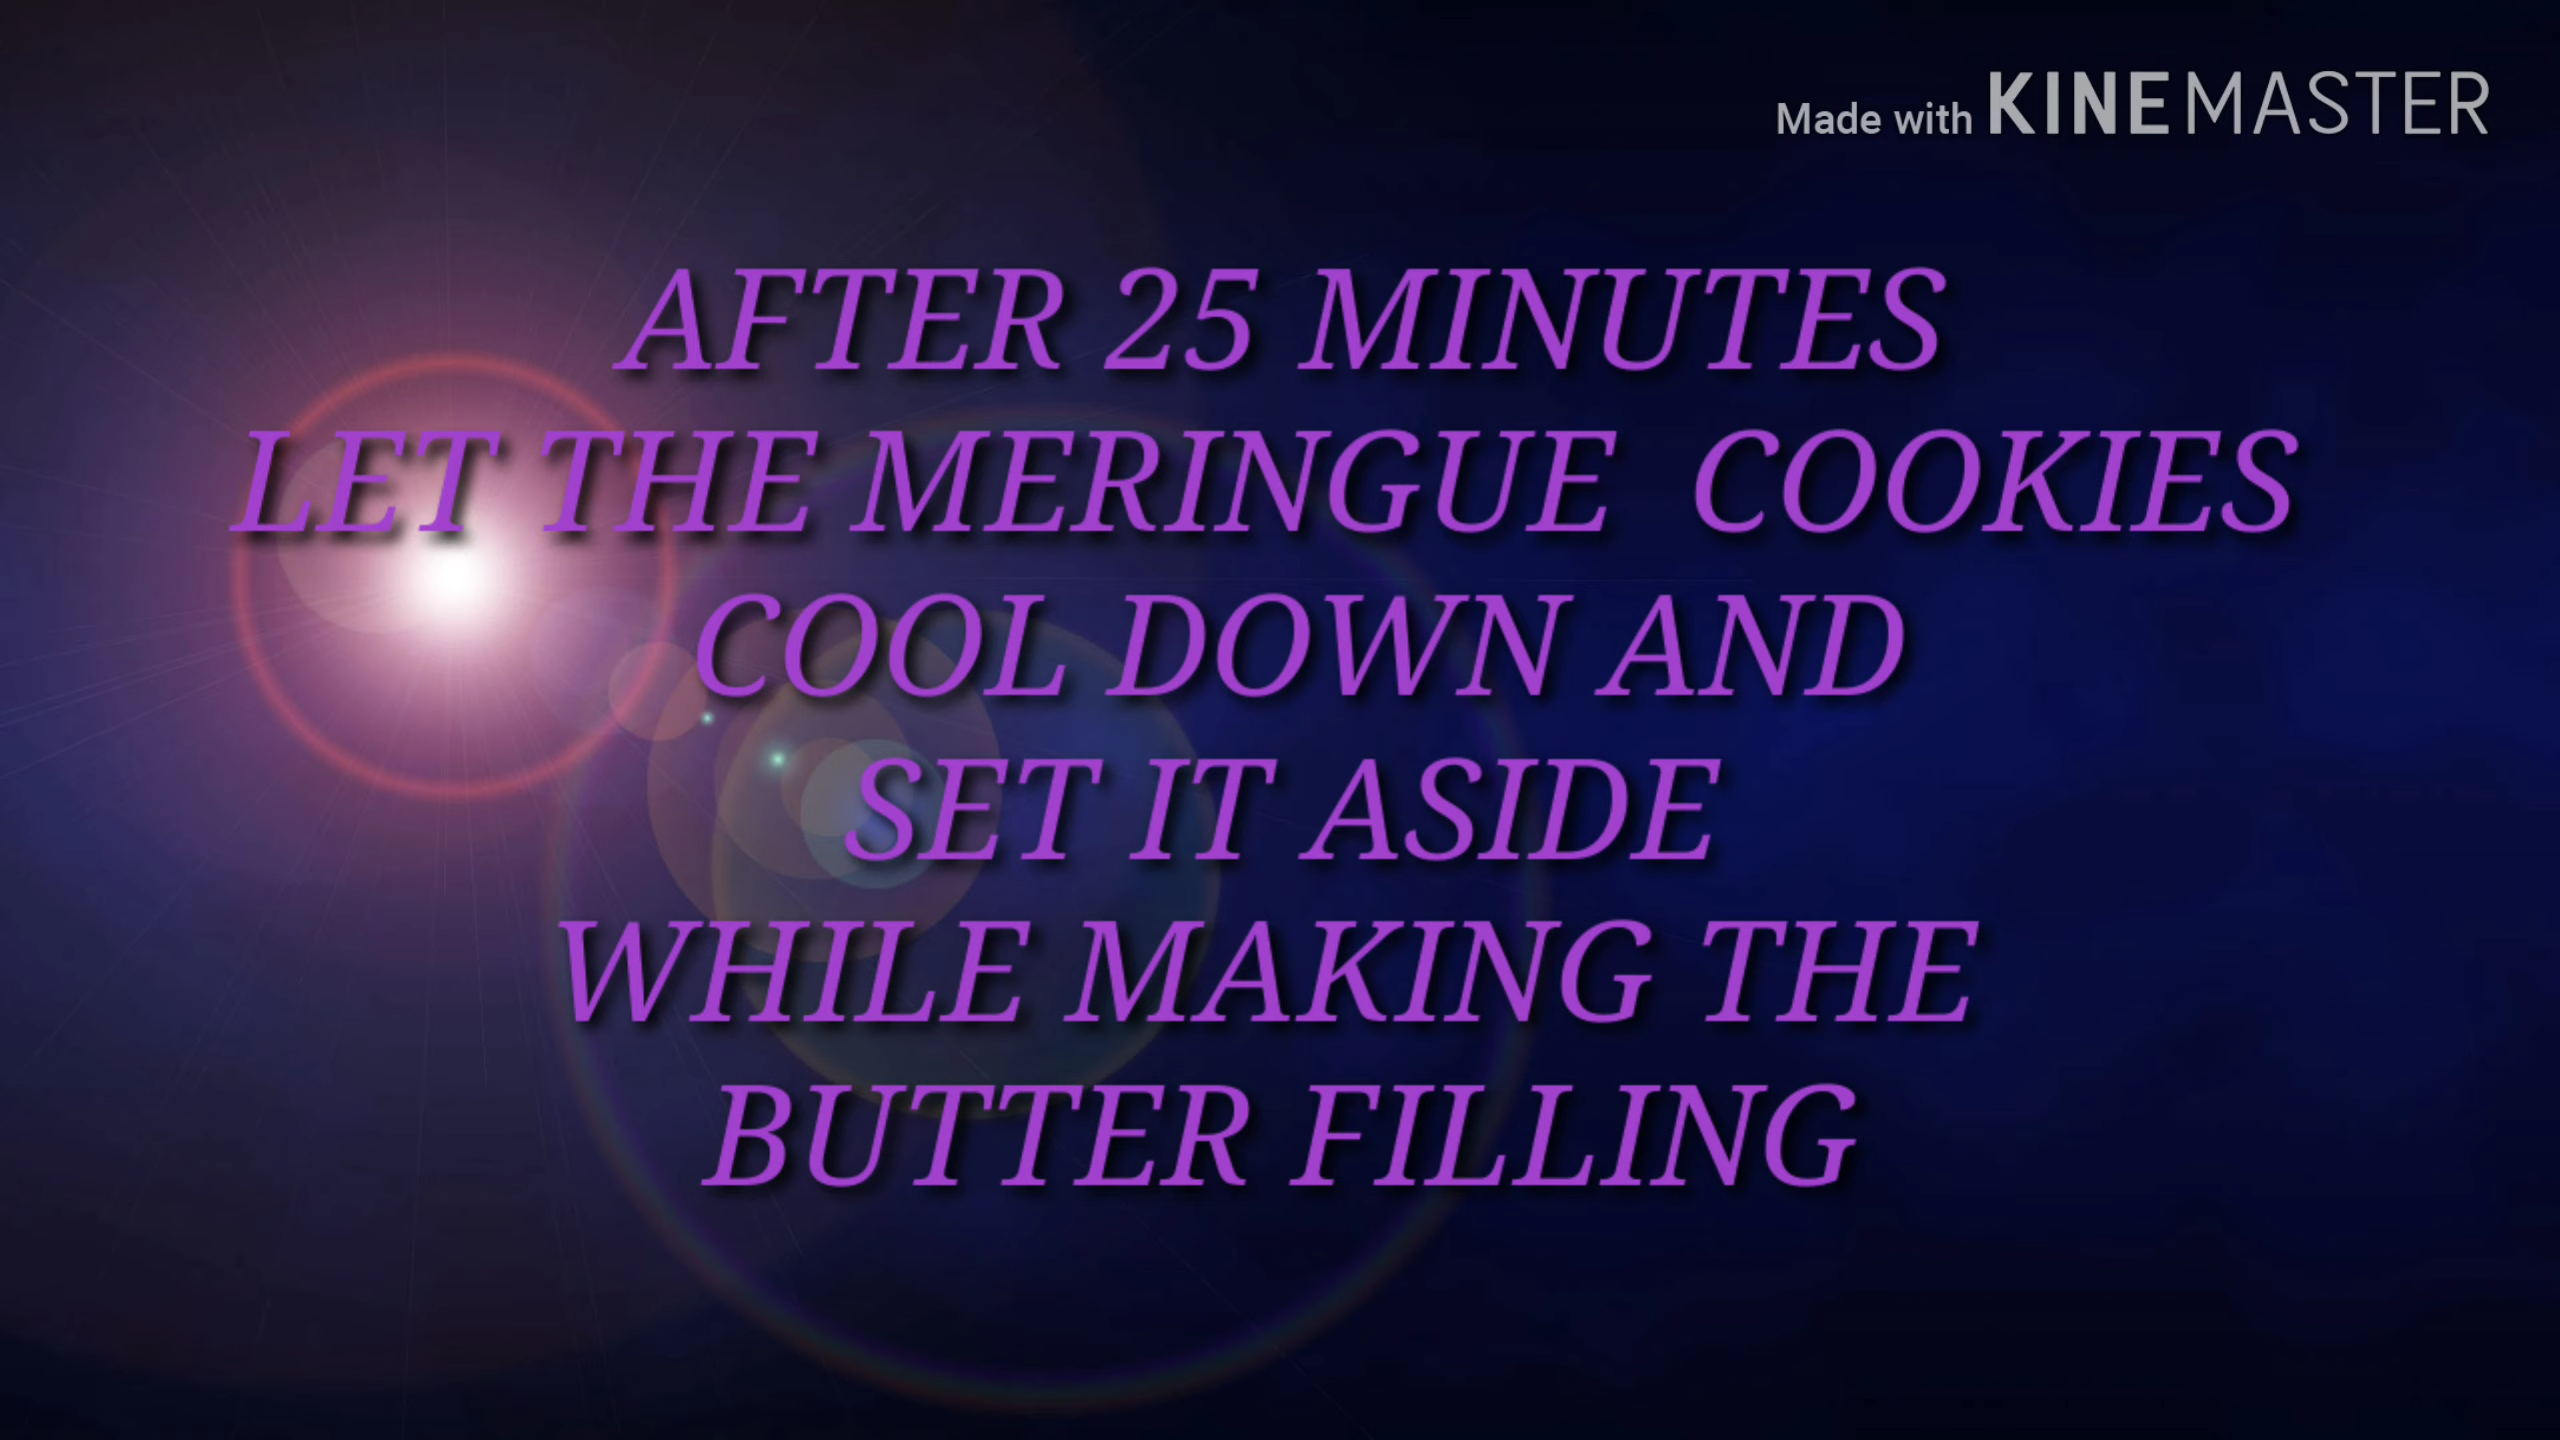 Made with KINEMASTER
AFTER 25 MINUTES
LET THE MERINGUE  COOKIES
COOL DOWN AND
SET IT ASIDE
WHILE MAKING THE
BUTTER FILLING